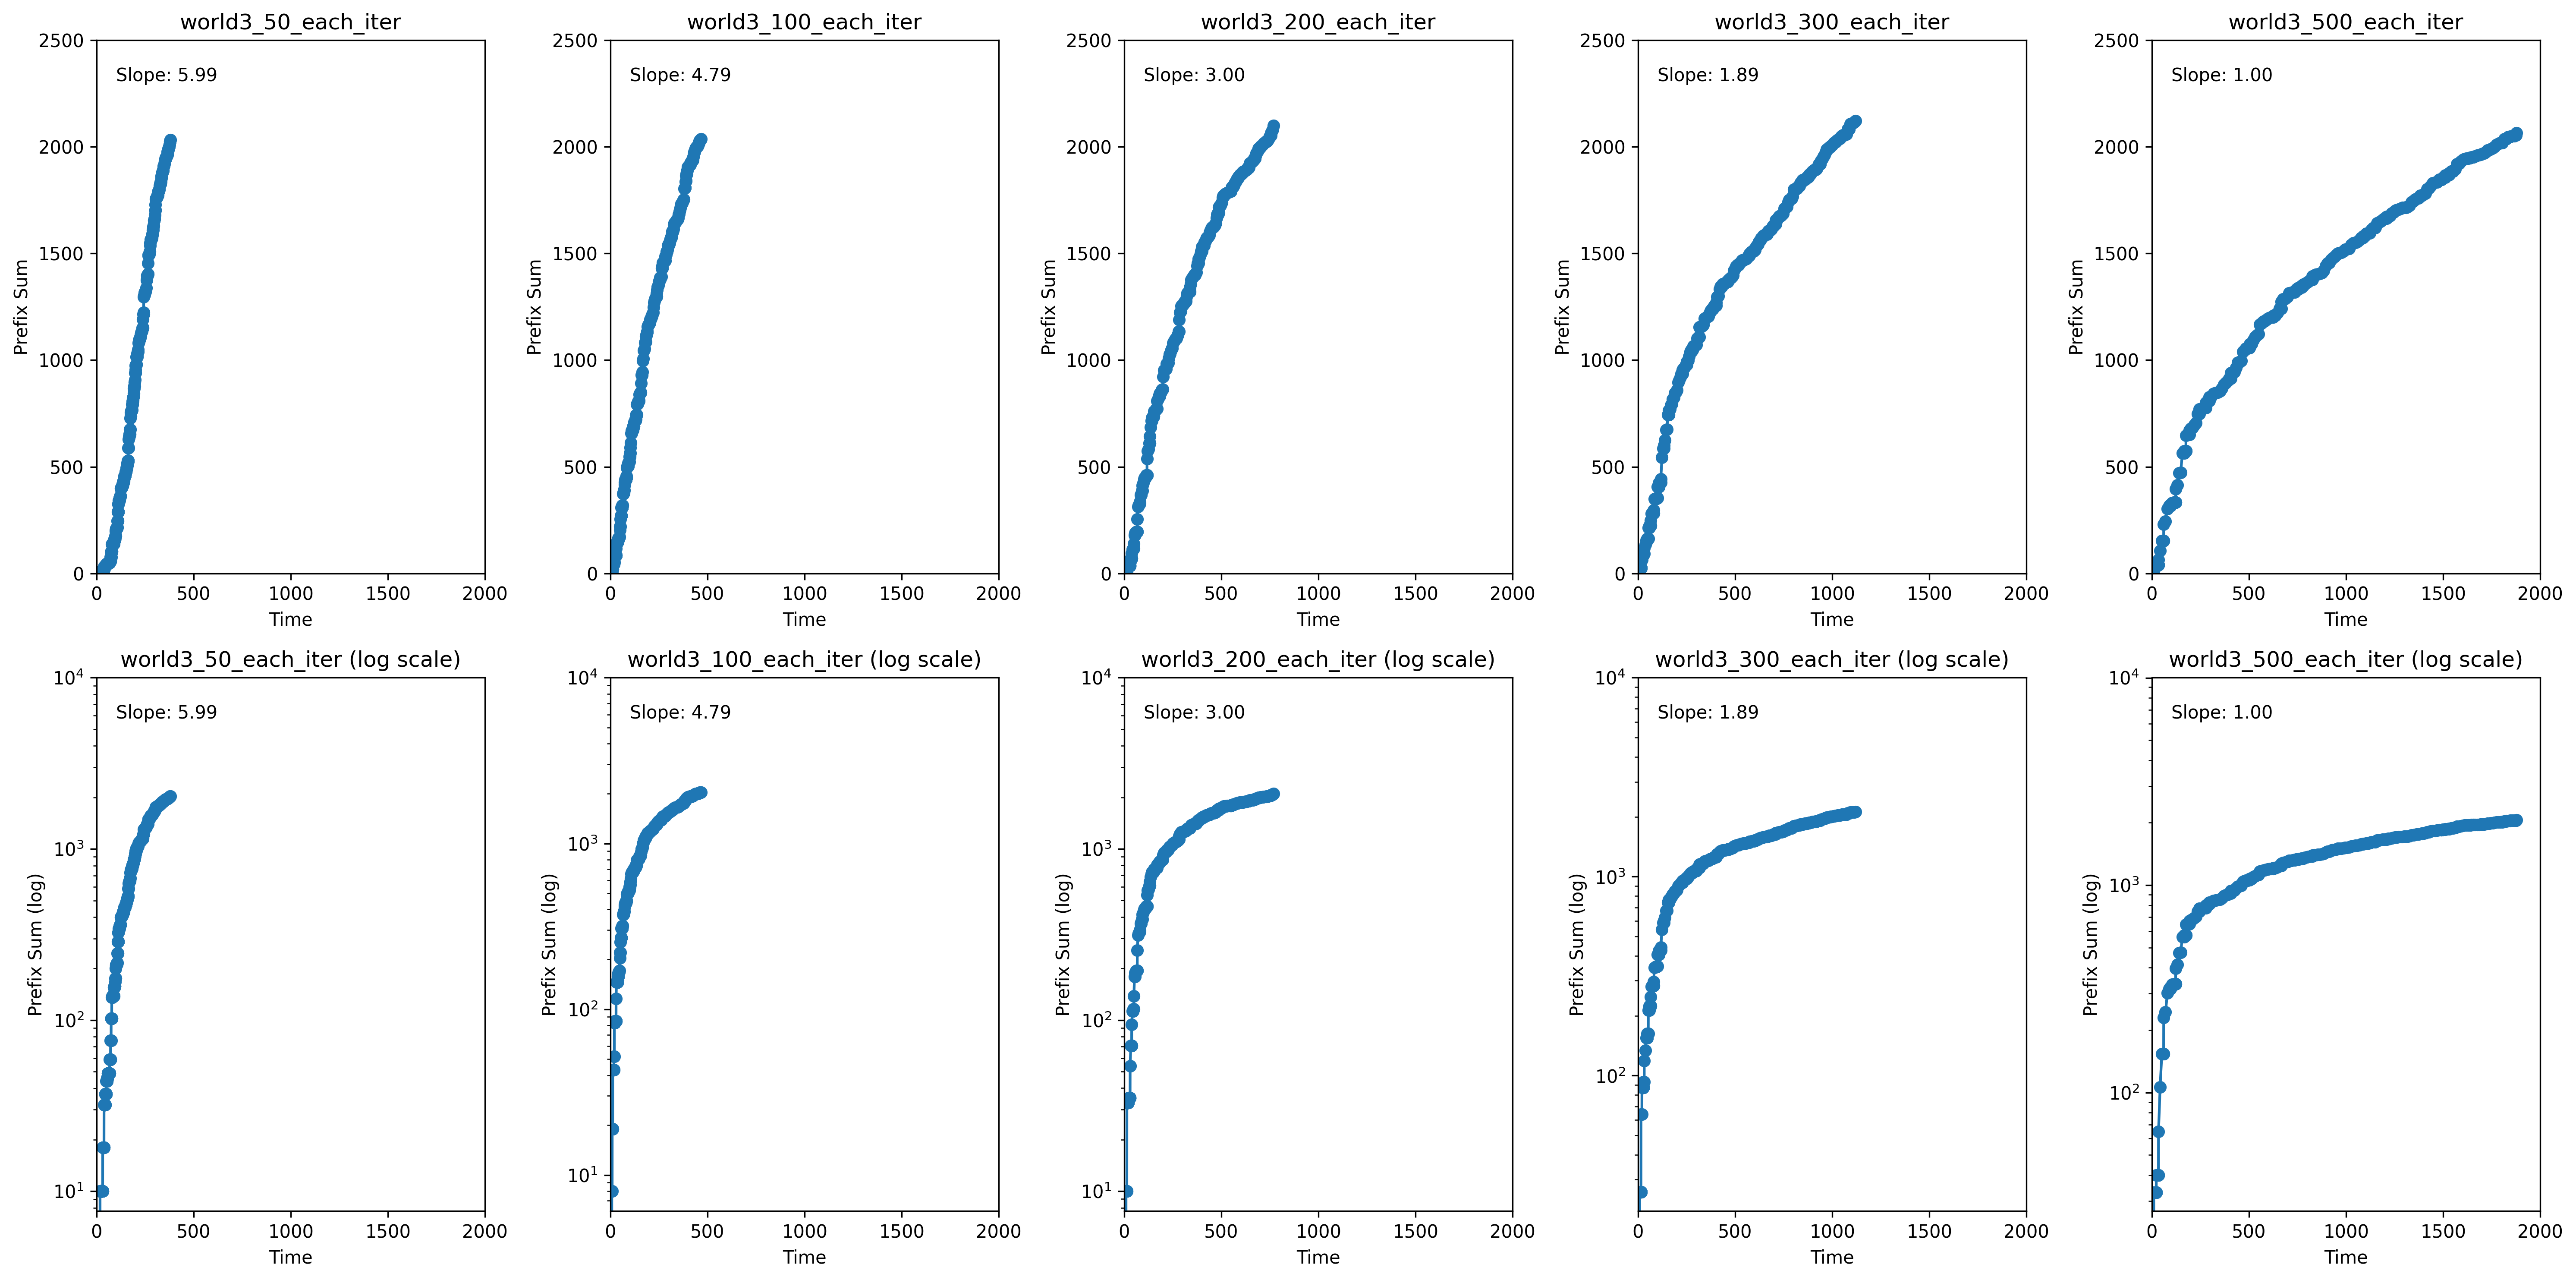 world3_50_each_iter
Slope: 5.99
Prefix Sum
2500
2000
1500
1000
500
0
0 500 1000 1500 2000
Time
world3_100_each_iter
Slope: 4.79
Prefix Sum
2500
2000
1500
1000
500
0
0 500 1000 1500 2000
Time
world3_200_each_iter
Slope: 3.00
Prefix Sum
2500
2000
1500
1000
500
0
0 500 1000 1500 2000
Time
world3_300_each_iter
Slope: 1.89
Prefix Sum
2500
2000
1500
1000
500
0
0 500 1000 1500 2000
Time
world3_500_each_iter
Slope: 1.00
Prefix Sum
2500
2000
1500
1000
500
0
0 500 1000 1500 2000
Time
world3_50_each_iter (log scale)
Slope: 5.99
Prefix Sum (log)
10⁴
10³
10²
10¹
0 500 1000 1500 2000
Time
world3_100_each_iter (log scale)
Slope: 4.79
Prefix Sum (log)
10⁴
10³
10²
10¹
0 500 1000 1500 2000
Time
world3_200_each_iter (log scale)
Slope: 3.00
Prefix Sum (log)
10⁴
10³
10²
10¹
0 500 1000 1500 2000
Time
world3_300_each_iter (log scale)
Slope: 1.89
Prefix Sum (log)
10⁴
10³
10²
0 500 1000 1500 2000
Time
world3_500_each_iter (log scale)
Slope: 1.00
Prefix Sum (log)
10⁴
10³
10²
0 500 1000 1500 2000
Time